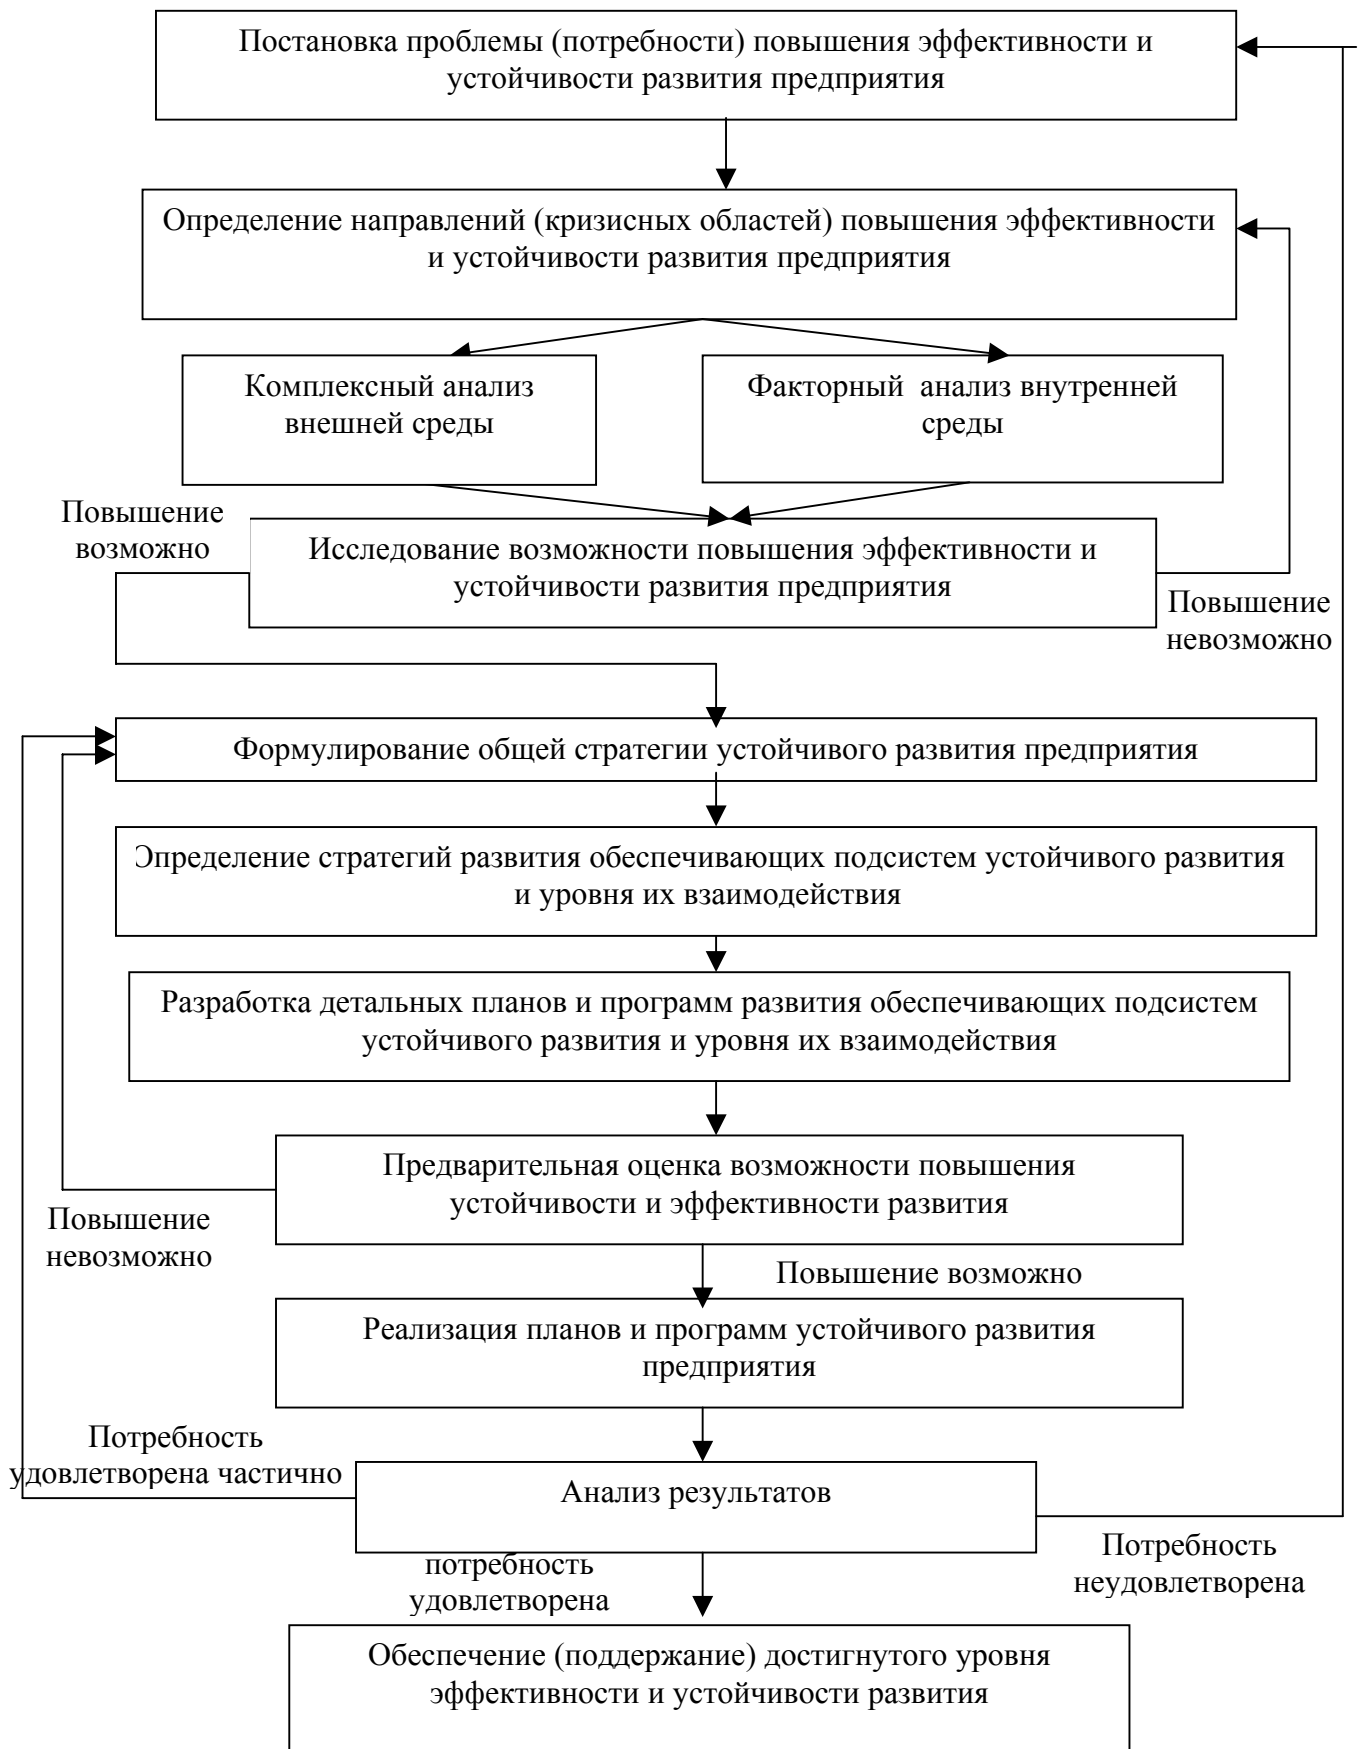 Постановка проблемы (потребности) повышения эффективности и
устойчивости развития предприятия
Определение направлений (кризисных областей) повышения эффективности
и устойчивости развития предприятия
Комплексный анализ
внешней среды
Факторный анализ внутренней
среды
Повышение
возможно
Исследование возможности повышения эффективности и
устойчивости развития предприятия
Повышение
невозможно
Формулирование общей стратегии устойчивого развития предприятия
Определение стратегий развития обеспечивающих подсистем устойчивого развития
и уровня их взаимодействия
Разработка детальных планов и программ развития обеспечивающих подсистем
устойчивого развития и уровня их взаимодействия
Предварительная оценка возможности повышения
устойчивости и эффективности развития
Повышение
невозможно
Повышение возможно
Реализация планов и программ устойчивого развития
предприятия
Потребность
удовлетворена частично
Анализ результатов
потребность
удовлетворена
Потребность
неудовлетворена
Обеспечение (поддержание) достигнутого уровня
эффективности и устойчивости развития